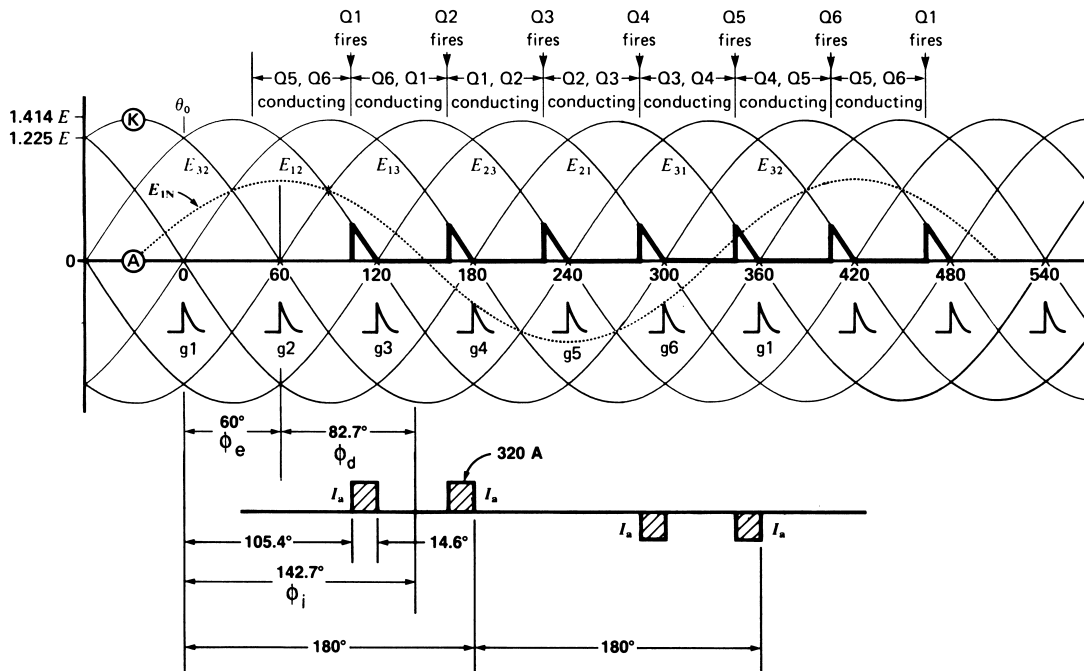 Q1 Q2 Q3 Q4 Q5 Q6 Q1
fires fires fires fires fires fires fires
Q5, Q6 Q6, Q1 Q1, Q2 Q2, Q3 Q3, Q4 Q4, Q5 Q5, Q6
conducting conducting conducting conducting conducting conducting conducting
θ₀
1.414 E
K
1.225 E
E₃₂ E₁₂ E₁₃ E₂₃ E₂₁ E₃₁ E₃₂
E₁N
0 A
0 60 120 180 240 300 360 420 480 540
g1 g2 g3 g4 g5 g6 g1
60° 82.7°
ϕe ϕd
320 A
Iₐ Iₐ
Iₐ Iₐ
105.4° 14.6°
142.7°
ϕi
180° 180°